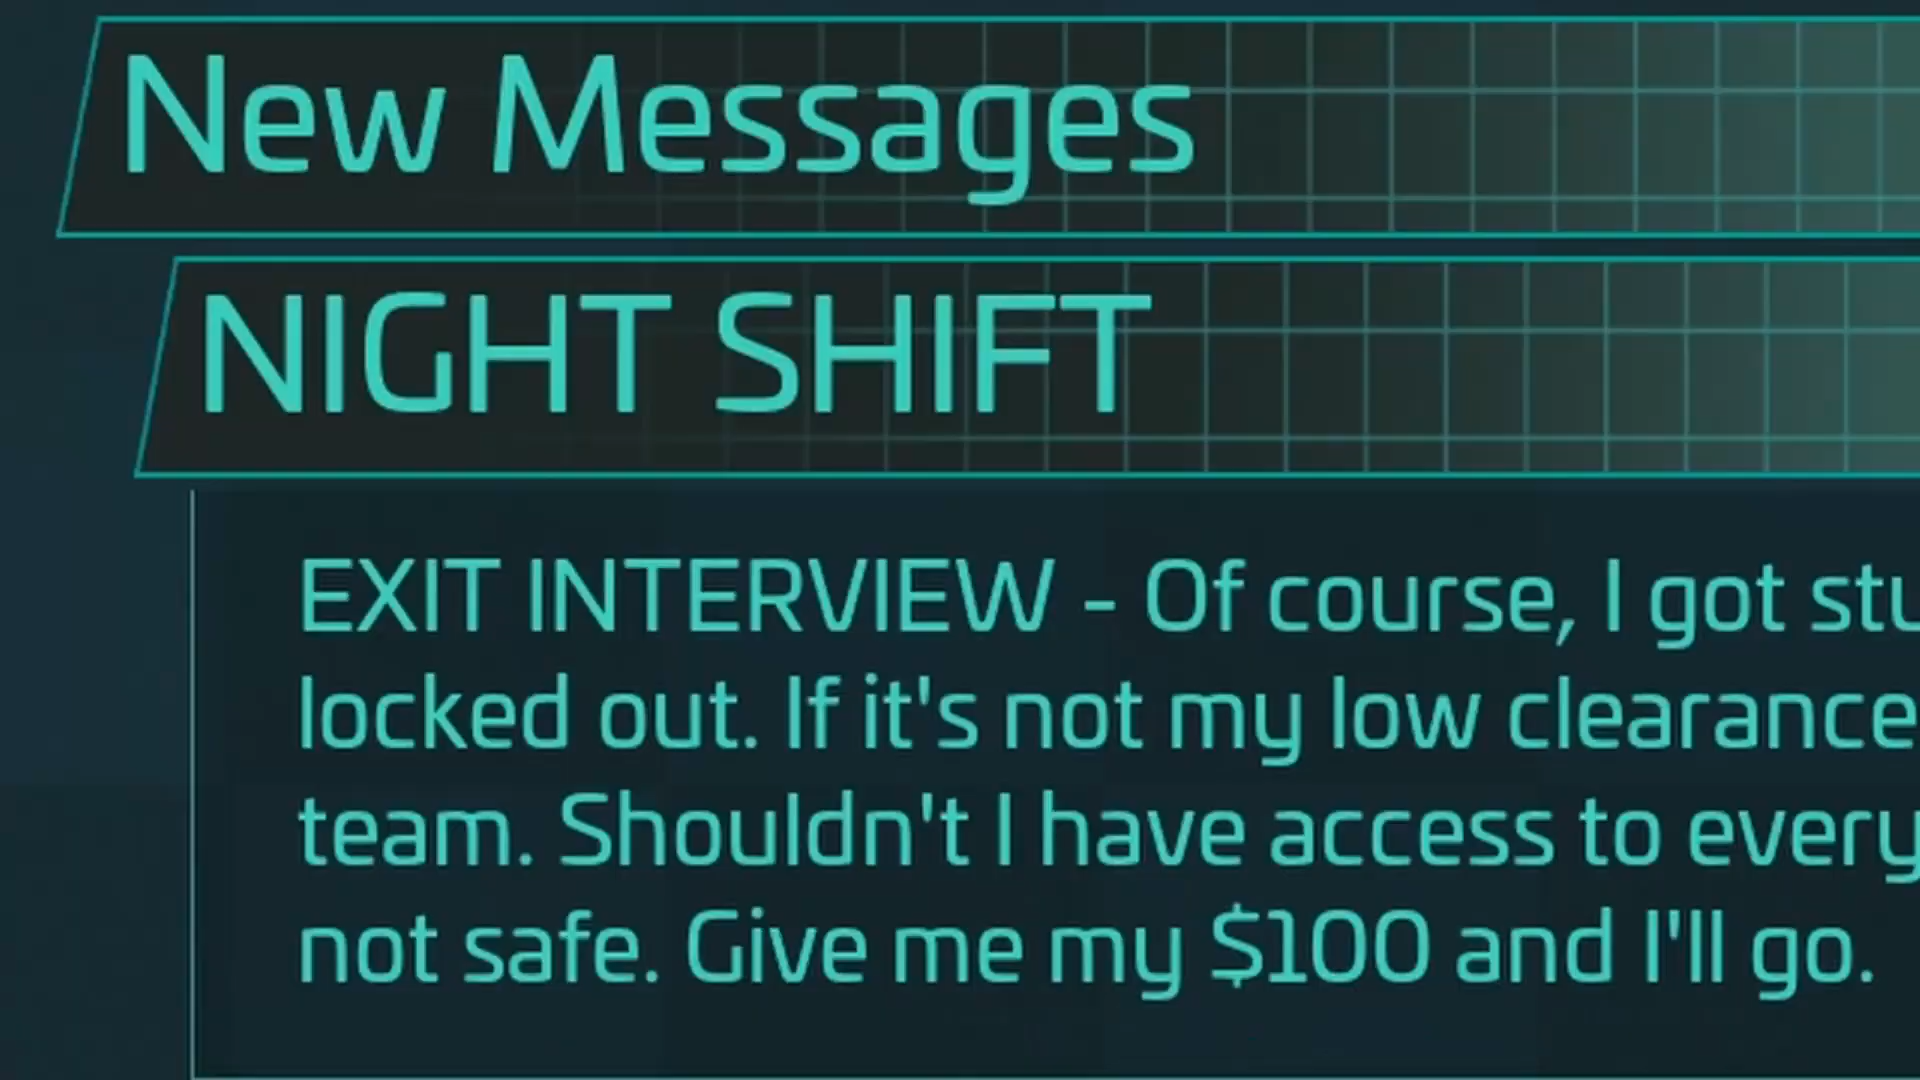 New Messages
NIGHT SHIFT
EXIT INTERVIEW - Of course, I got
locked out. If it's not my low clearance
team. Shouldn't I have access to every
not safe. Give me my $100 and I'll go.